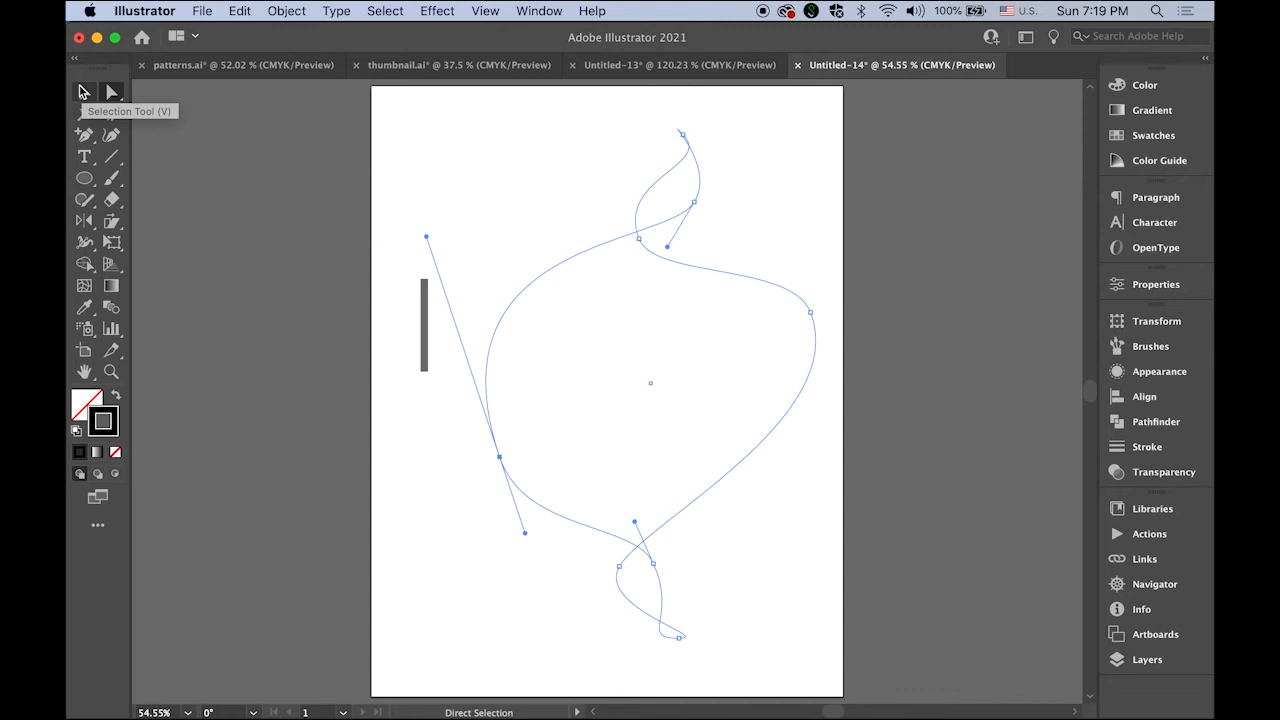 Illustrator File Edit Object Type Select Effect View Window Help 100% U.S. Sun 7:19 PM
Adobe Illustrator 2021 Search Adobe Help
patterns.ai* @ 52.02 % (CMYK/Preview) thumbnail.ai* @ 37.5 % (CMYK/Preview) Untitled-13* @ 120.23 % (CMYK/Preview) Untitled-14* @ 54.55 % (CMYK/Preview)
Selection Tool (V)
Color
Gradient
Swatches
Color Guide
Paragraph
Character
OpenType
Properties
Transform
Brushes
Appearance
Align
Pathfinder
Stroke
Transparency
Libraries
Actions
Links
Navigator
Info
Artboards
Layers
54.55% 0° 1 Direct Selection